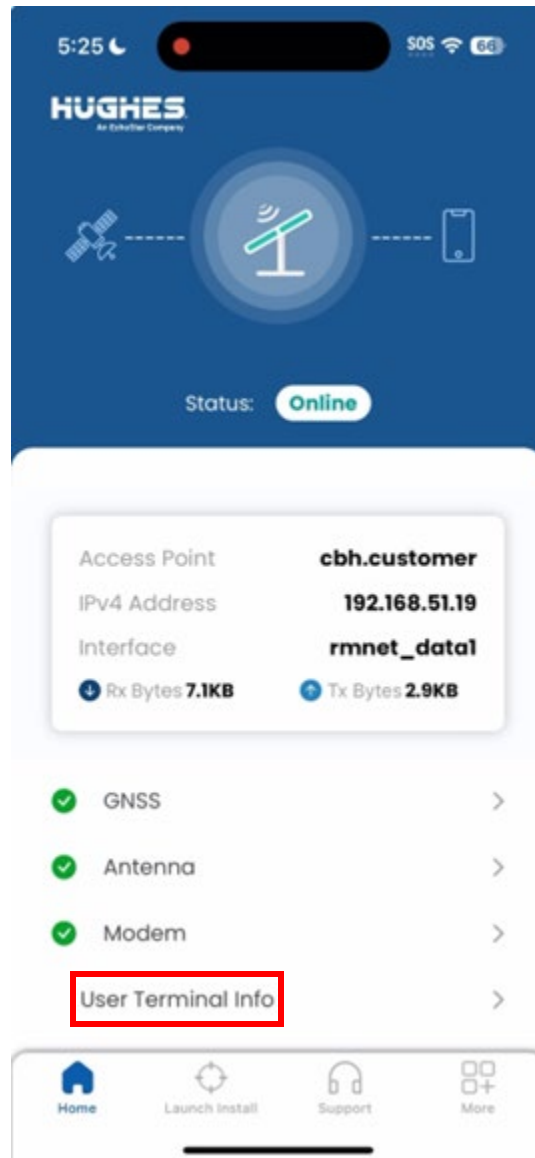 5:25 SOS 66
HUGHES
An EchoStar Company
Status: Online
Access Point cbh.customer
IPv4 Address 192.168.51.19
Interface rmnet_data1
Rx Bytes 7.1KB Tx Bytes 2.9KB
GNSS
Antenna
Modem
User Terminal Info
Home Launch Install Support More